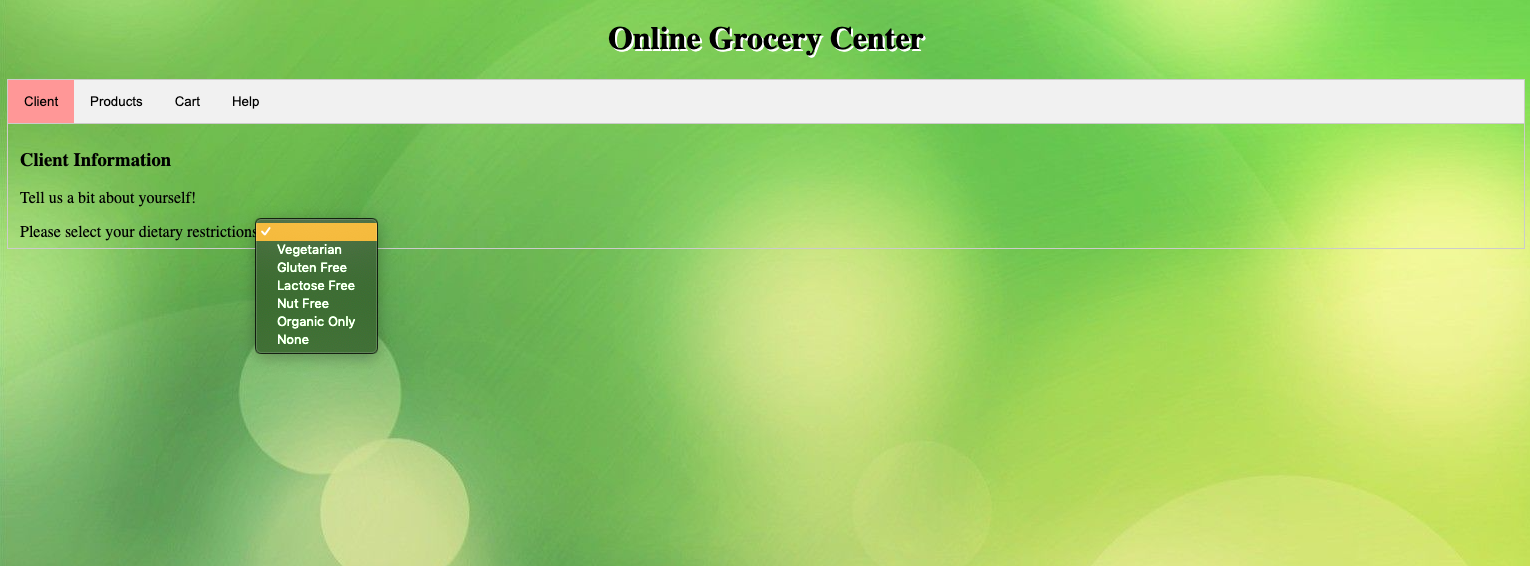 Online Grocery Center
Client Products Cart Help
Client Information
Tell us a bit about yourself!
Please select your dietary restrictions
Vegetarian
Gluten Free
Lactose Free
Nut Free
Organic Only
None